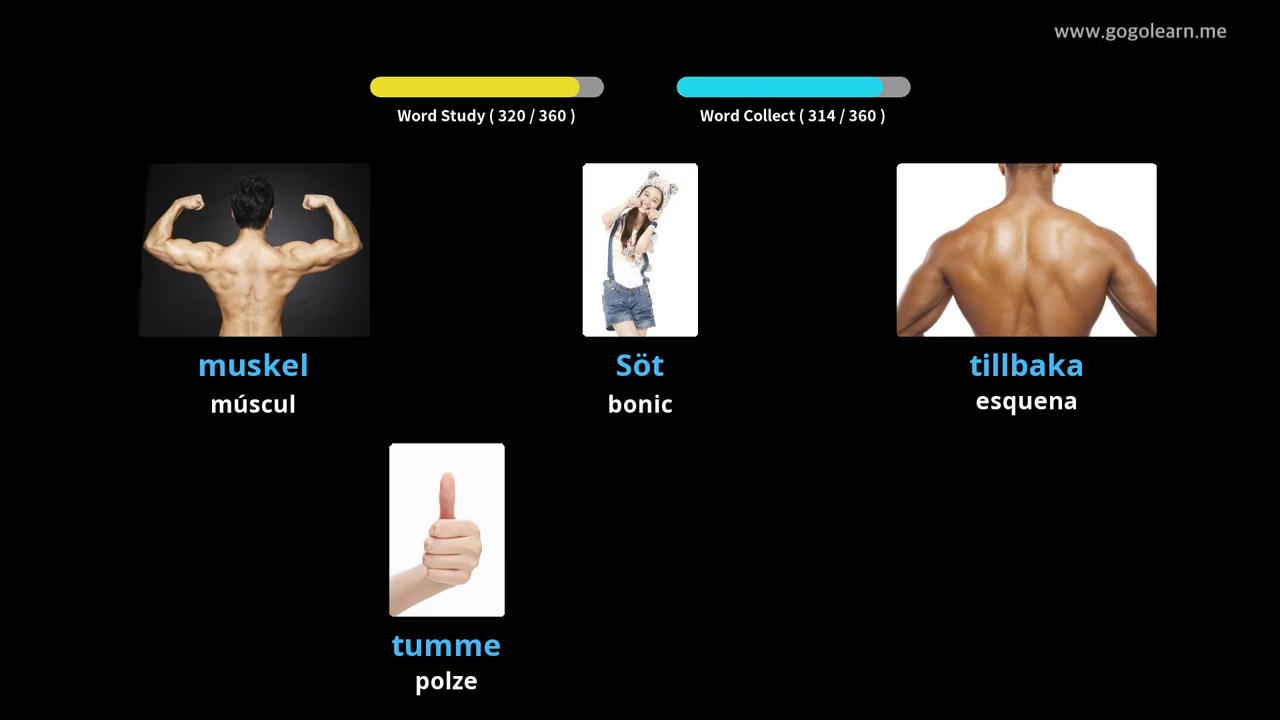 www.gogolearn.me
Word Study ( 320 / 360 )
Word Collect ( 314 / 360 )
muskel
múscul
Söt
bonic
tillbaka
esquena
tumme
polze